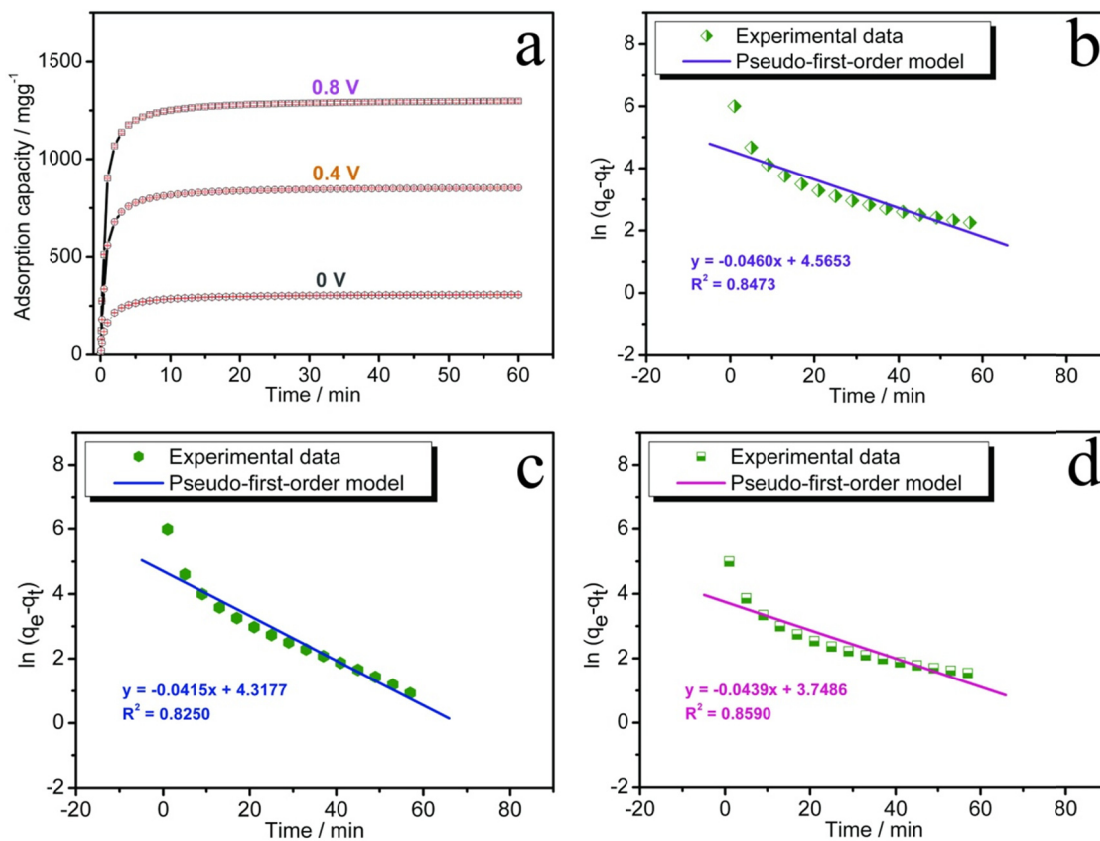 a
Adsorption capacity / mgg⁻¹
1500
1000
500
0
0.8 V
0.4 V
0 V
0 10 20 30 40 50 60
Time / min
b
Experimental data
Pseudo-first-order model
ln (qₑ-qₜ)
8
6
4
2
0
-2
y = -0.0460x + 4.5653
R² = 0.8473
-20 0 20 40 60 80
Time / min
c
Experimental data
Pseudo-first-order model
ln (qₑ-qₜ)
8
6
4
2
0
-2
y = -0.0415x + 4.3177
R² = 0.8250
-20 0 20 40 60 80
Time / min
d
Experimental data
Pseudo-first-order model
ln (qₑ-qₜ)
8
6
4
2
0
-2
y = -0.0439x + 3.7486
R² = 0.8590
-20 0 20 40 60 80
Time / min